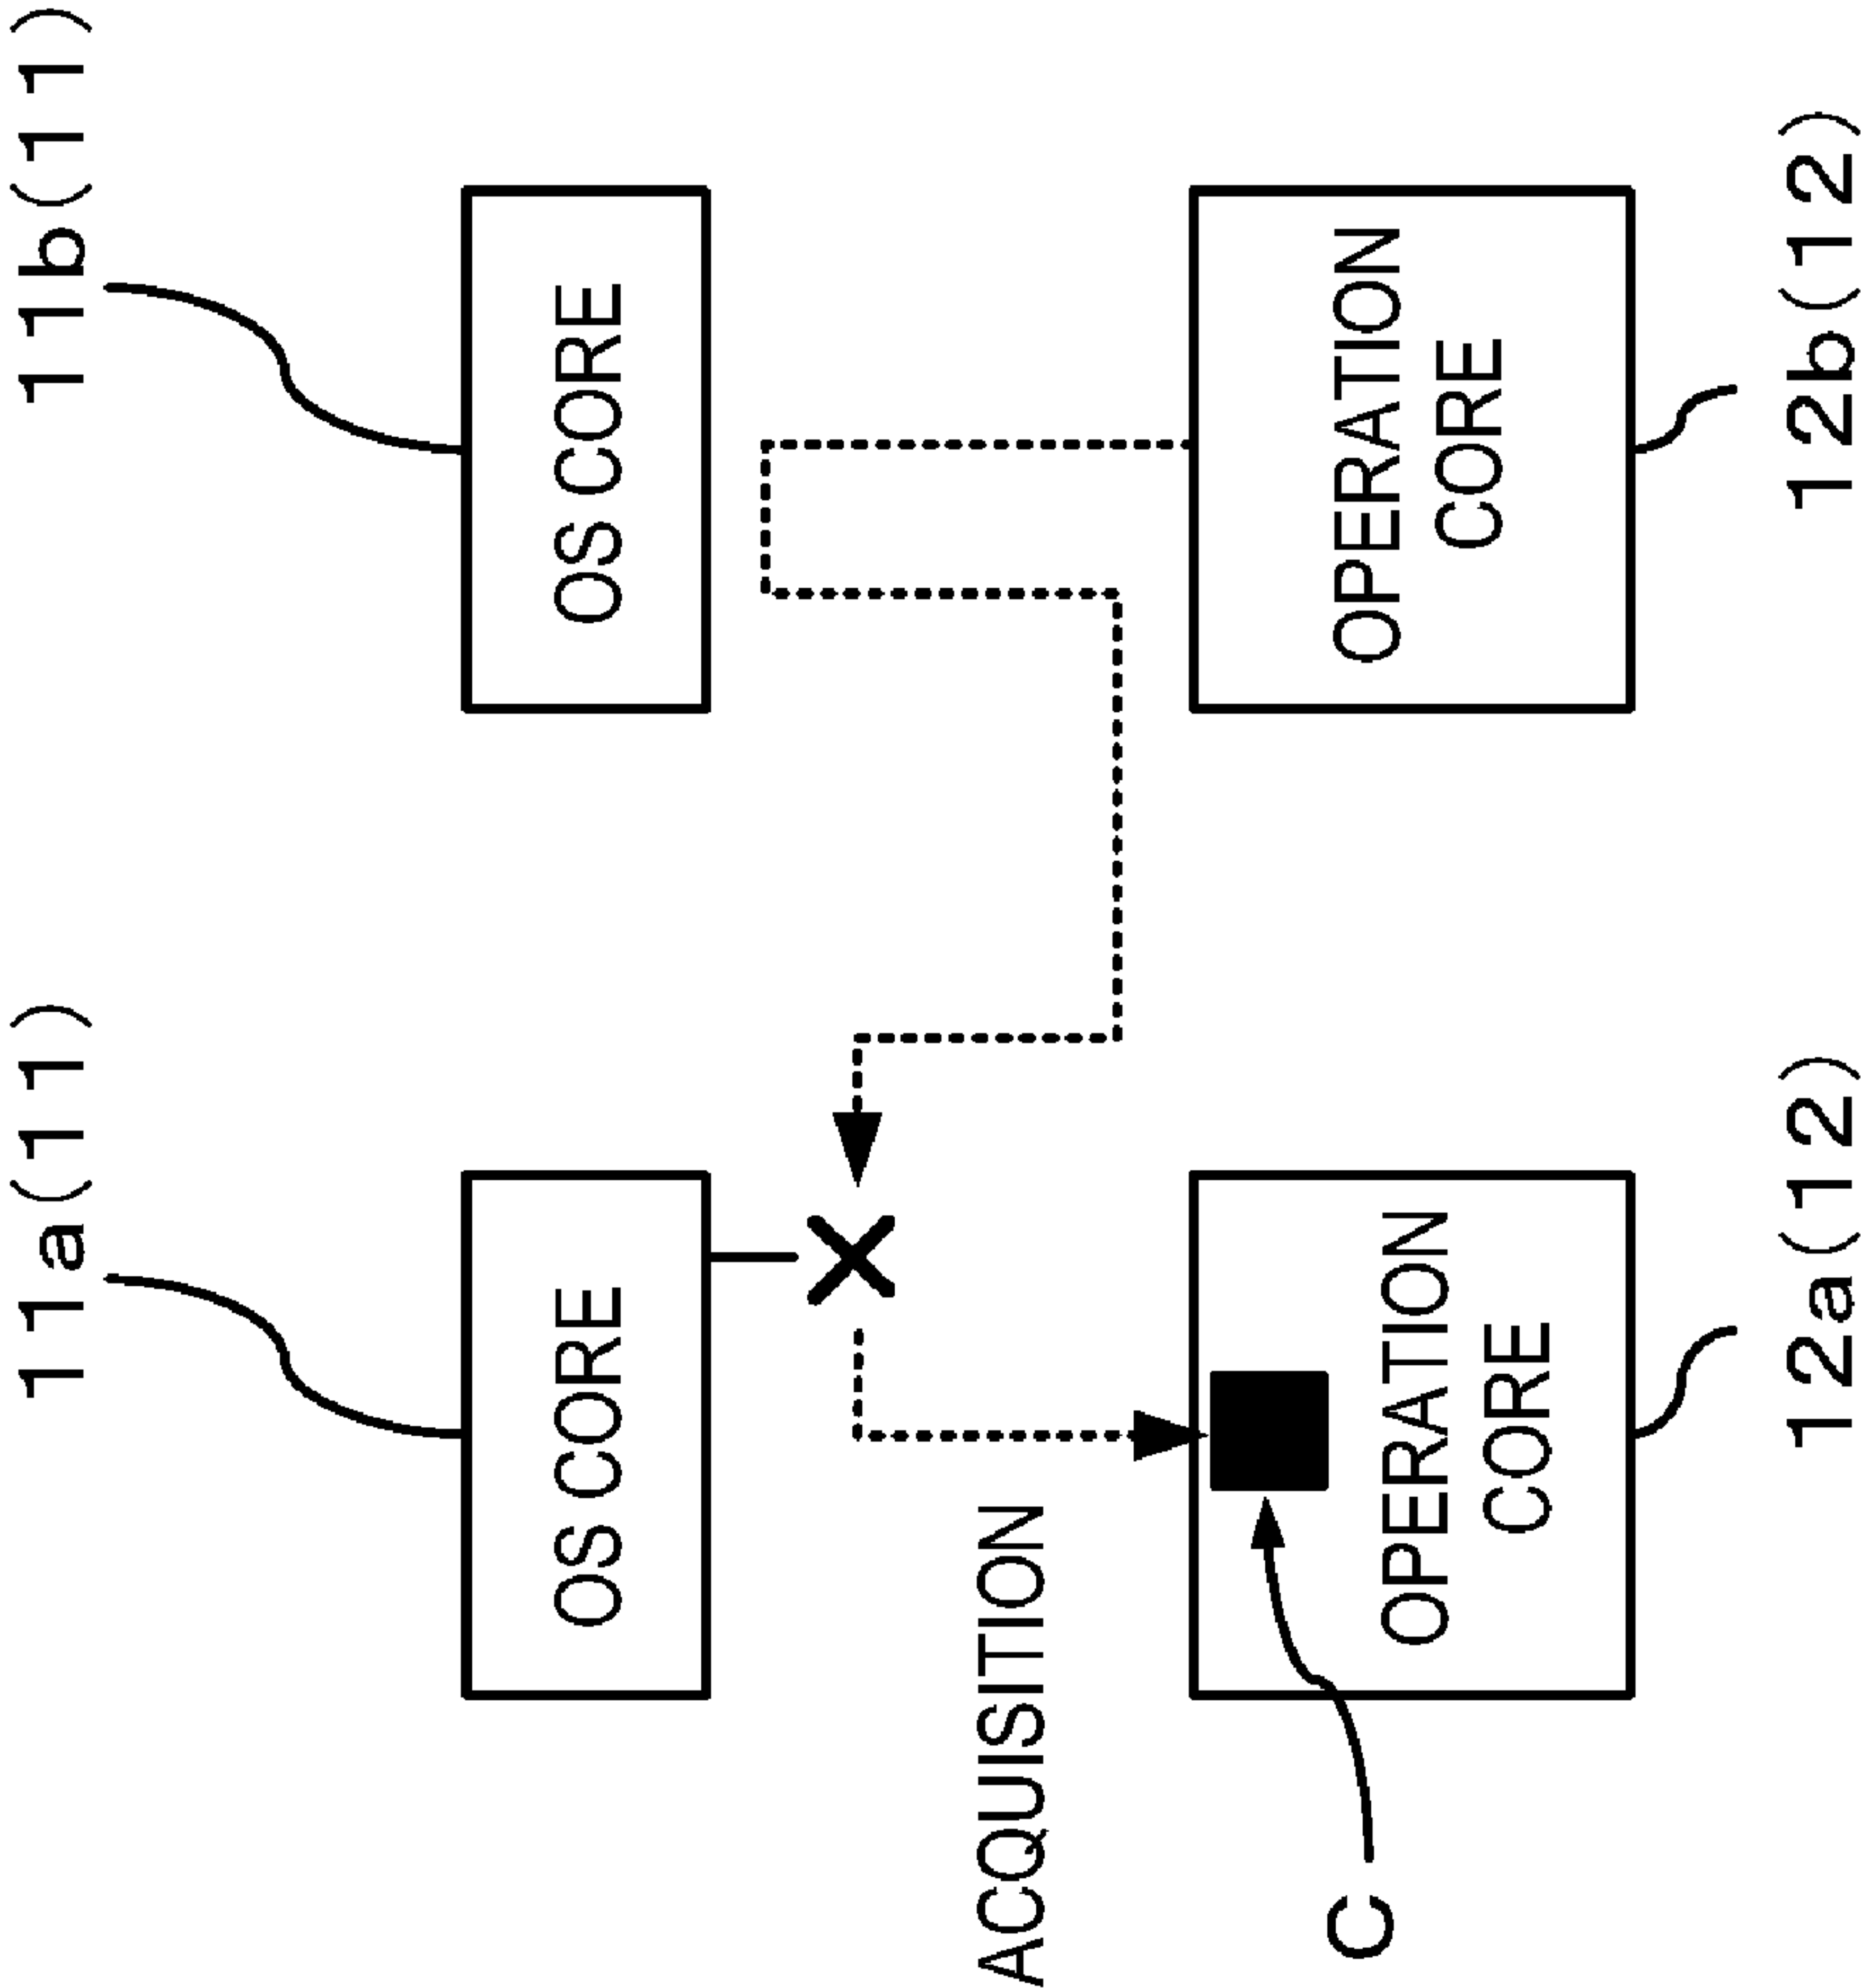 11a(11)
11b(11)
OS CORE
OS CORE
ACQUISITION
C
OPERATION
CORE
OPERATION
CORE
12a(12)
12b(12)